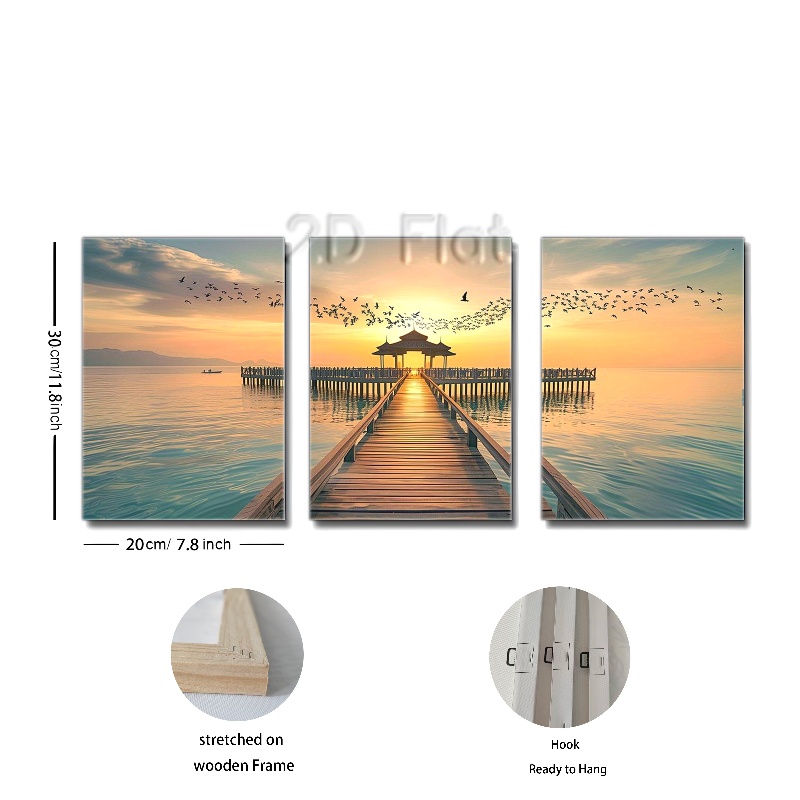 2D Flat
30cm/11.8inch
20cm/ 7.8 inch
stretched on
wooden Frame
Hook
Ready to Hang